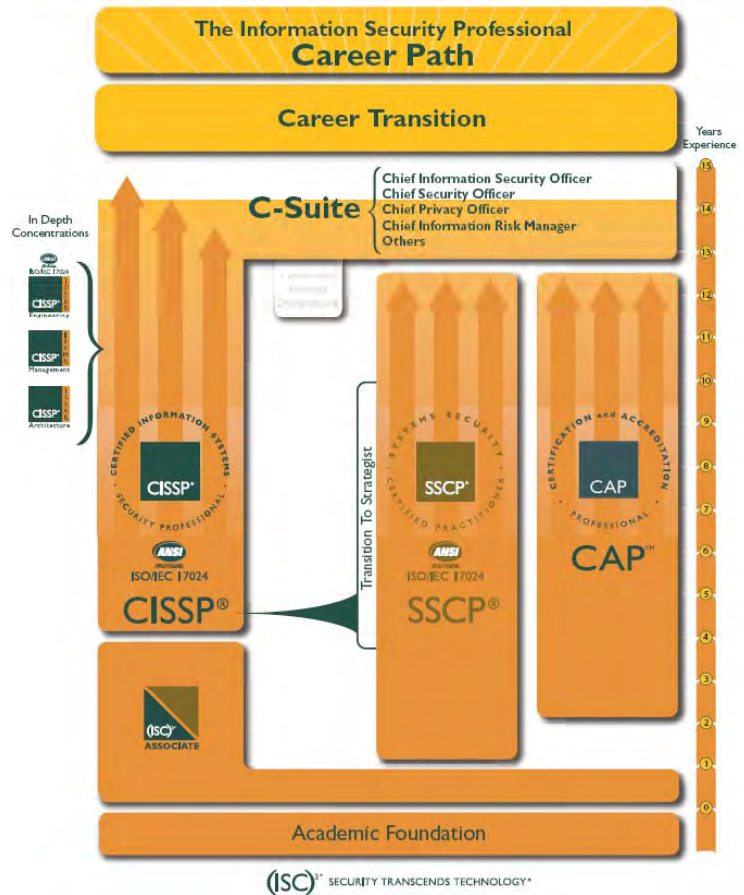 The Information Security Professional
Career Path
Career Transition
Years
Experience
15
14
13
12
11
10
9
8
7
6
5
4
3
2
1
0
C-Suite
Chief Information Security Officer
Chief Security Officer
Chief Privacy Officer
Chief Information Risk Manager
Others
In Depth
Concentrations
ANSI
ISO/IEC 17024
CISSP®
Engineering
CISSP®
Management
CISSP®
Architecture
CERTIFIED INFORMATION SYSTEMS
SECURITY PROFESSIONAL
CISSP®
ANSI
ISO/IEC 17024
CISSP®
Transition To Strategist
SYSTEMS SECURITY
CERTIFIED PRACTITIONER
SSCP®
ANSI
ISO/IEC 17024
SSCP®
CERTIFICATION and ACCREDITATION
PROFESSIONAL
CAP
CAP℠
(ISC)²
ASSOCIATE
Academic Foundation
(ISC)²® SECURITY TRANSCENDS TECHNOLOGY®